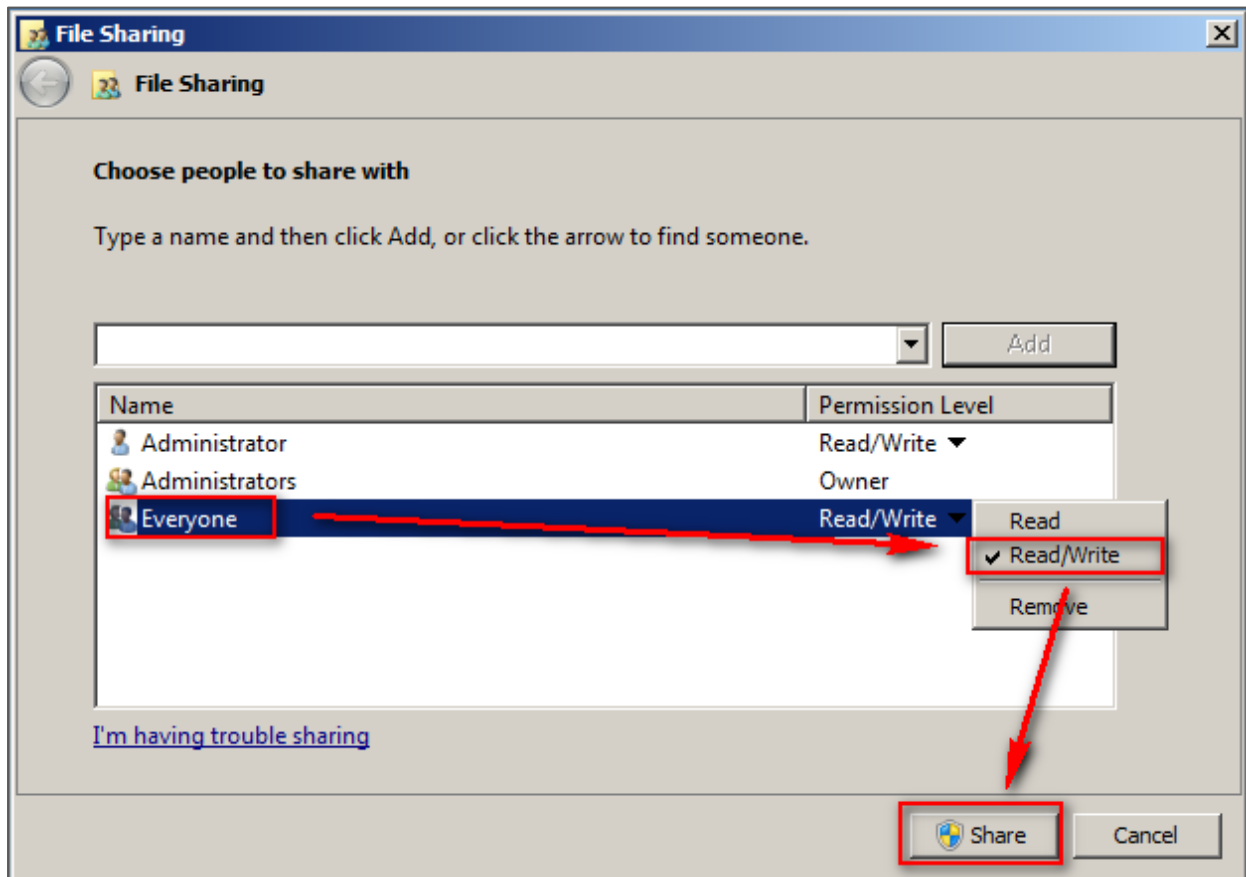 File Sharing
File Sharing
Choose people to share with
Type a name and then click Add, or click the arrow to find someone.
Add
Name Permission Level
Administrator Read/Write
Administrators Owner
Everyone Read/Write
Read
Read/Write
Remove
I'm having trouble sharing
Share Cancel